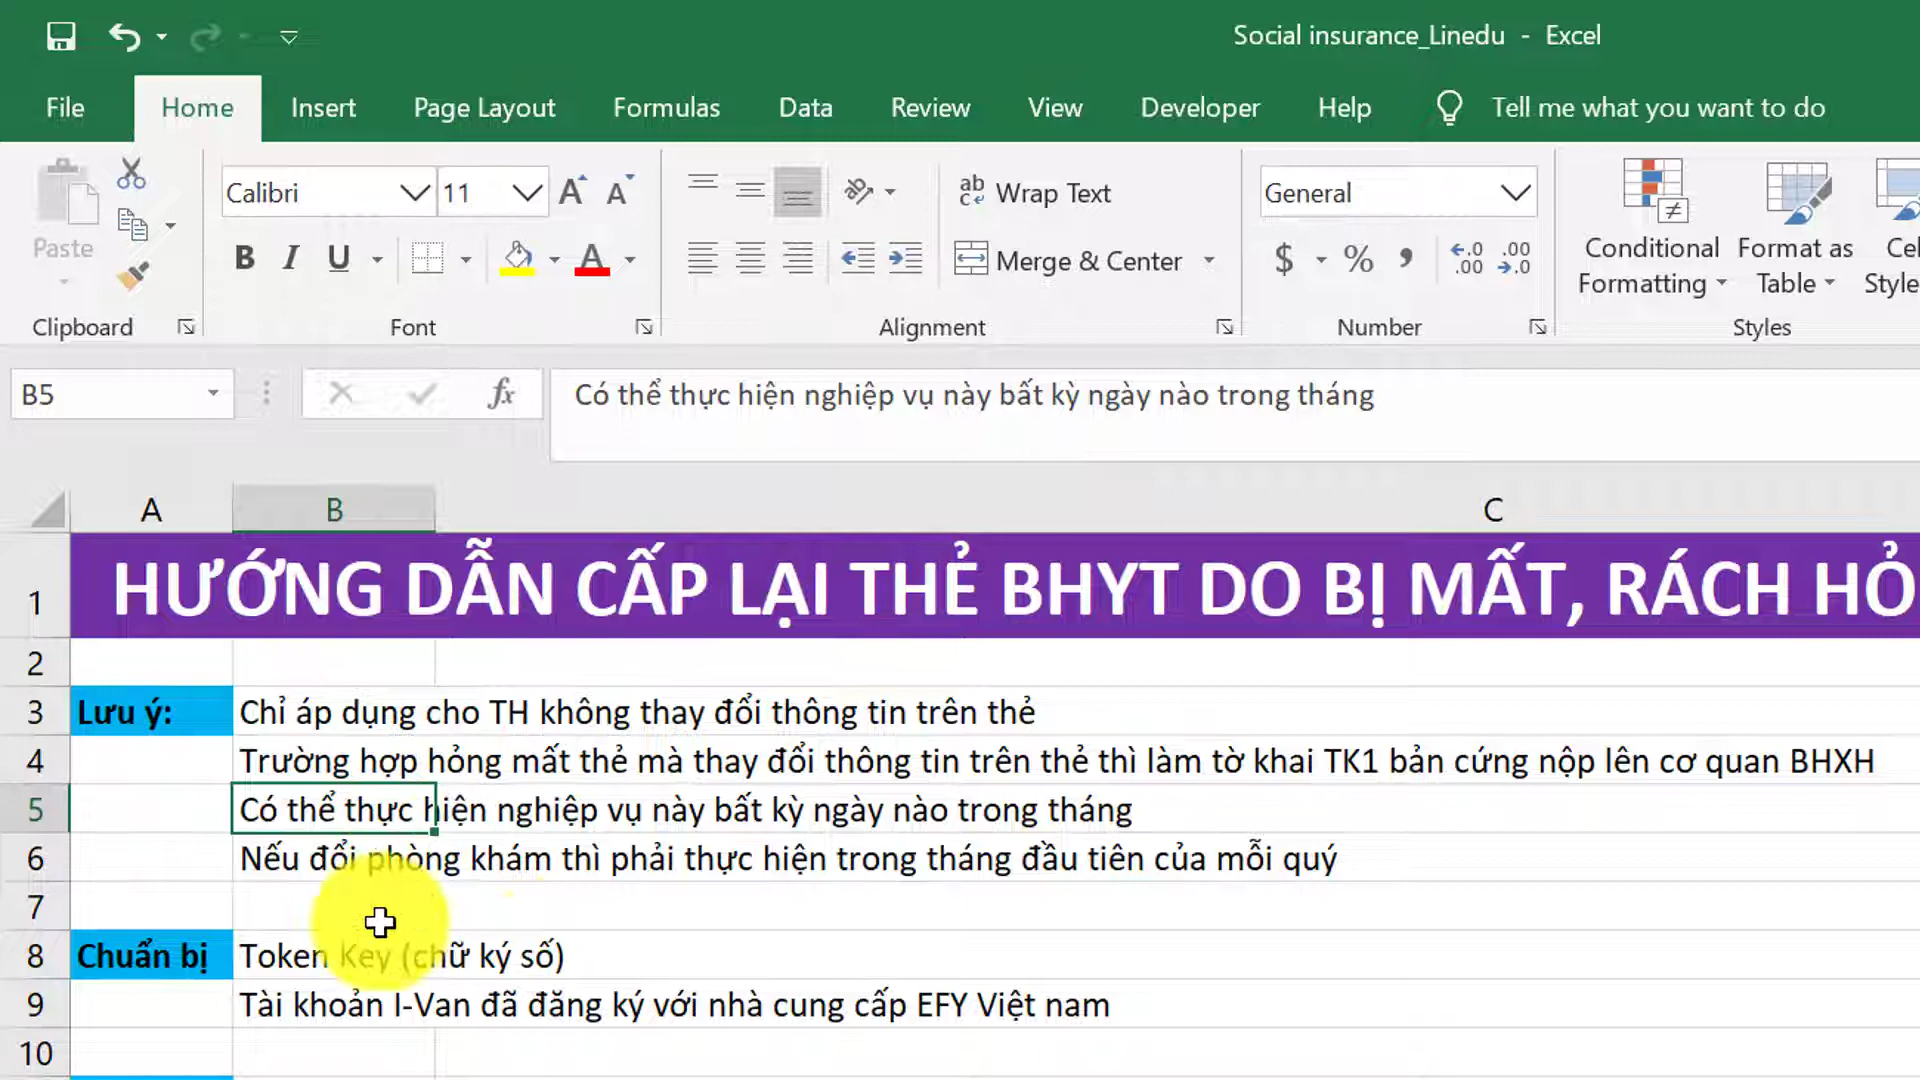 Social insurance_Linedu - Excel
File Home Insert Page Layout Formulas Data Review View Developer Help Tell me what you want to do
Paste
Clipboard
Calibri 11
Font
Wrap Text
Merge & Center
Alignment
General
Number
Conditional Formatting
Format as Table
Styles
B5 fx Có thể thực hiện nghiệp vụ này bất kỳ ngày nào trong tháng
A B C
1 HƯỚNG DẪN CẤP LẠI THẺ BHYT DO BỊ MẤT, RÁCH
2
3 Lưu ý: Chỉ áp dụng cho TH không thay đổi thông tin trên thẻ
4 Trường hợp hỏng mất thẻ mà thay đổi thông tin trên thẻ thì làm tờ khai TK1 bản cứng nộp lên cơ quan BHXH
5 Có thể thực hiện nghiệp vụ này bất kỳ ngày nào trong tháng
6 Nếu đổi phòng khám thì phải thực hiện trong tháng đầu tiên của mỗi quý
7
8 Chuẩn bị Token Key (chữ ký số)
9 Tài khoản I-Van đã đăng ký với nhà cung cấp EFY Việt nam
10